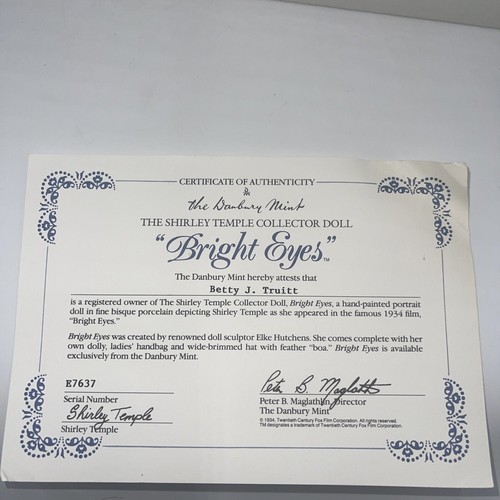 CERTIFICATE OF AUTHENTICITY
The Danbury Mint
THE SHIRLEY TEMPLE COLLECTOR DOLL
"Bright Eyes"™
The Danbury Mint hereby attests that
Betty J. Truitt
is a registered owner of The Shirley Temple Collector Doll, Bright Eyes, a hand-painted portrait
doll in fine bisque porcelain depicting Shirley Temple as she appeared in the famous 1934 film,
"Bright Eyes."
Bright Eyes was created by renowned doll sculptor Elke Hutchens. She comes complete with her
own dolly, ladies' handbag and wide-brimmed hat with feather "boa." Bright Eyes is available
exclusively from the Danbury Mint.
E7637
Serial Number
Shirley Temple
Shirley Temple
Peter B. Maglathlin
Peter B. Maglathlin, Director
The Danbury Mint
© 1934, Twentieth Century Fox Film Corporation. All rights reserved.
TM designates a trademark of Twentieth Century Fox Film Corporation.